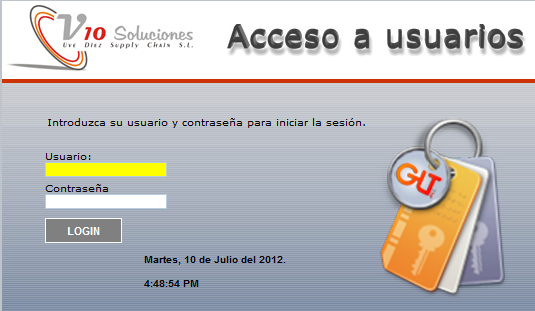 V10 Soluciones
Uve Diez Supply Chain S.L.
Acceso a usuarios
Introduzca su usuario y contraseña para iniciar la sesión.
Usuario:
Contraseña
LOGIN
GLT
Martes, 10 de Julio del 2012.
4:48:54 PM